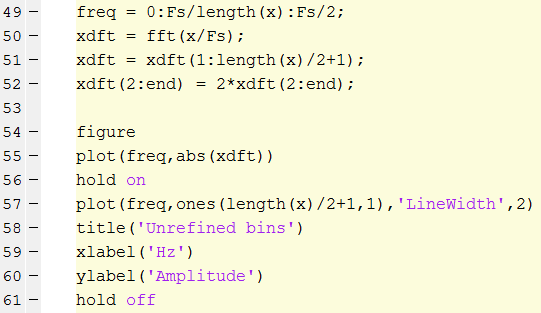 49 – freq = 0:Fs/length(x):Fs/2;
50 – xdft = fft(x/Fs);
51 – xdft = xdft(1:length(x)/2+1);
52 – xdft(2:end) = 2*xdft(2:end);
53
54 – figure
55 – plot(freq,abs(xdft))
56 – hold on
57 – plot(freq,ones(length(x)/2+1,1),'LineWidth',2)
58 – title('Unrefined bins')
59 – xlabel('Hz')
60 – ylabel('Amplitude')
61 – hold off